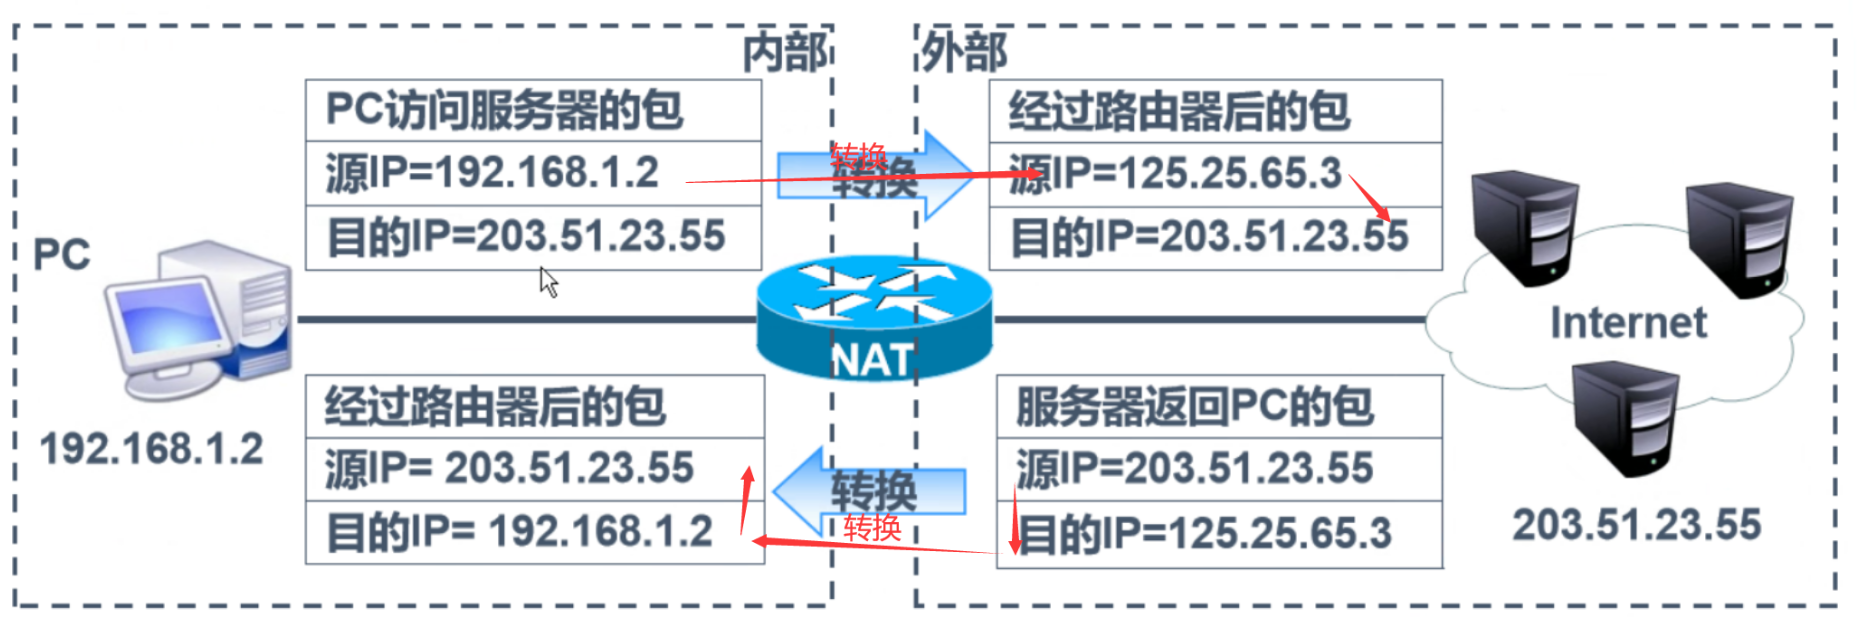 内部
外部
PC访问服务器的包
源IP=192.168.1.2
目的IP=203.51.23.55
转换
转换
经过路由器后的包
源IP=125.25.65.3
目的IP=203.51.23.55
PC
192.168.1.2
NAT
Internet
经过路由器后的包
源IP= 203.51.23.55
目的IP= 192.168.1.2
转换
转换
服务器返回PC的包
源IP=203.51.23.55
目的IP=125.25.65.3
203.51.23.55